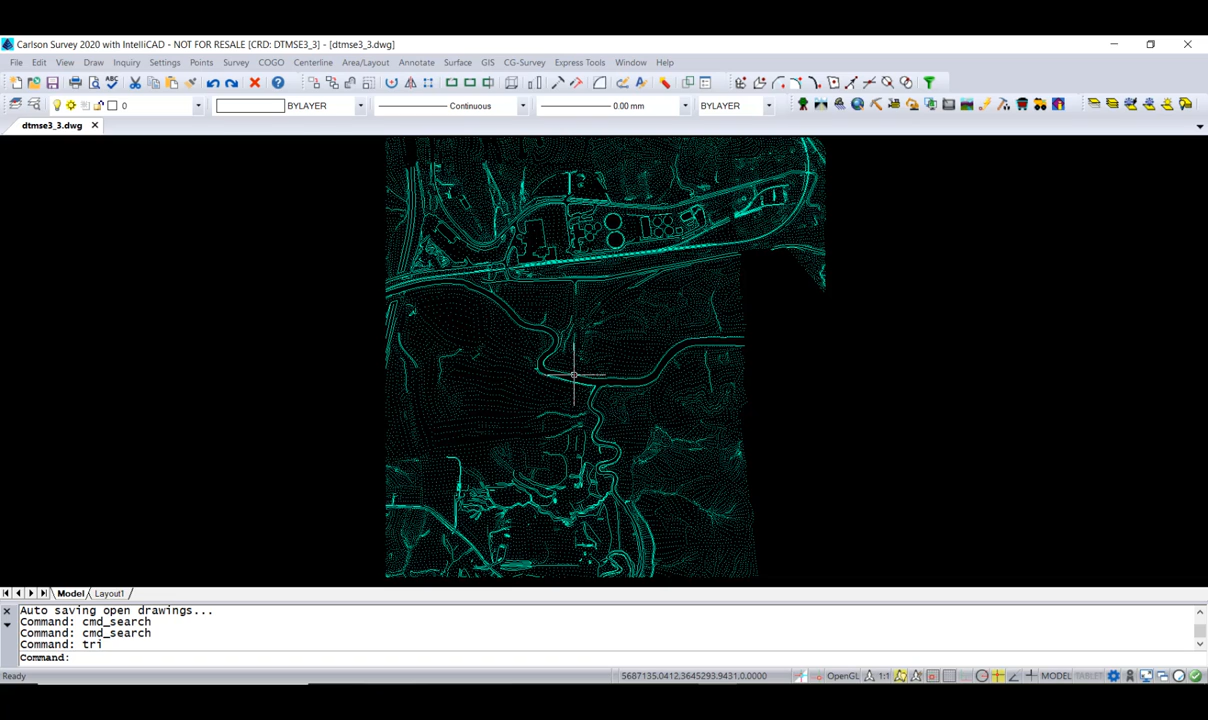 Carlson Survey 2020 with IntelliCAD - NOT FOR RESALE [CRD: DTMSE3_3] - [dtmse3_3.dwg]
File Edit View Draw Inquiry Settings Points Survey COGO Centerline Area/Layout Annotate Surface GIS CG-Survey Express Tools Window Help
ABC
0 BYLAYER Continuous 0.00 mm BYLAYER
dtmse3_3.dwg
Model Layout1
Auto saving open drawings...
Command: cmd_search
Command: cmd_search
Command: tri
Command:
Ready 5687135.0412,3645293.9431,0.0000 OpenGL 1:1 MODEL TABLET